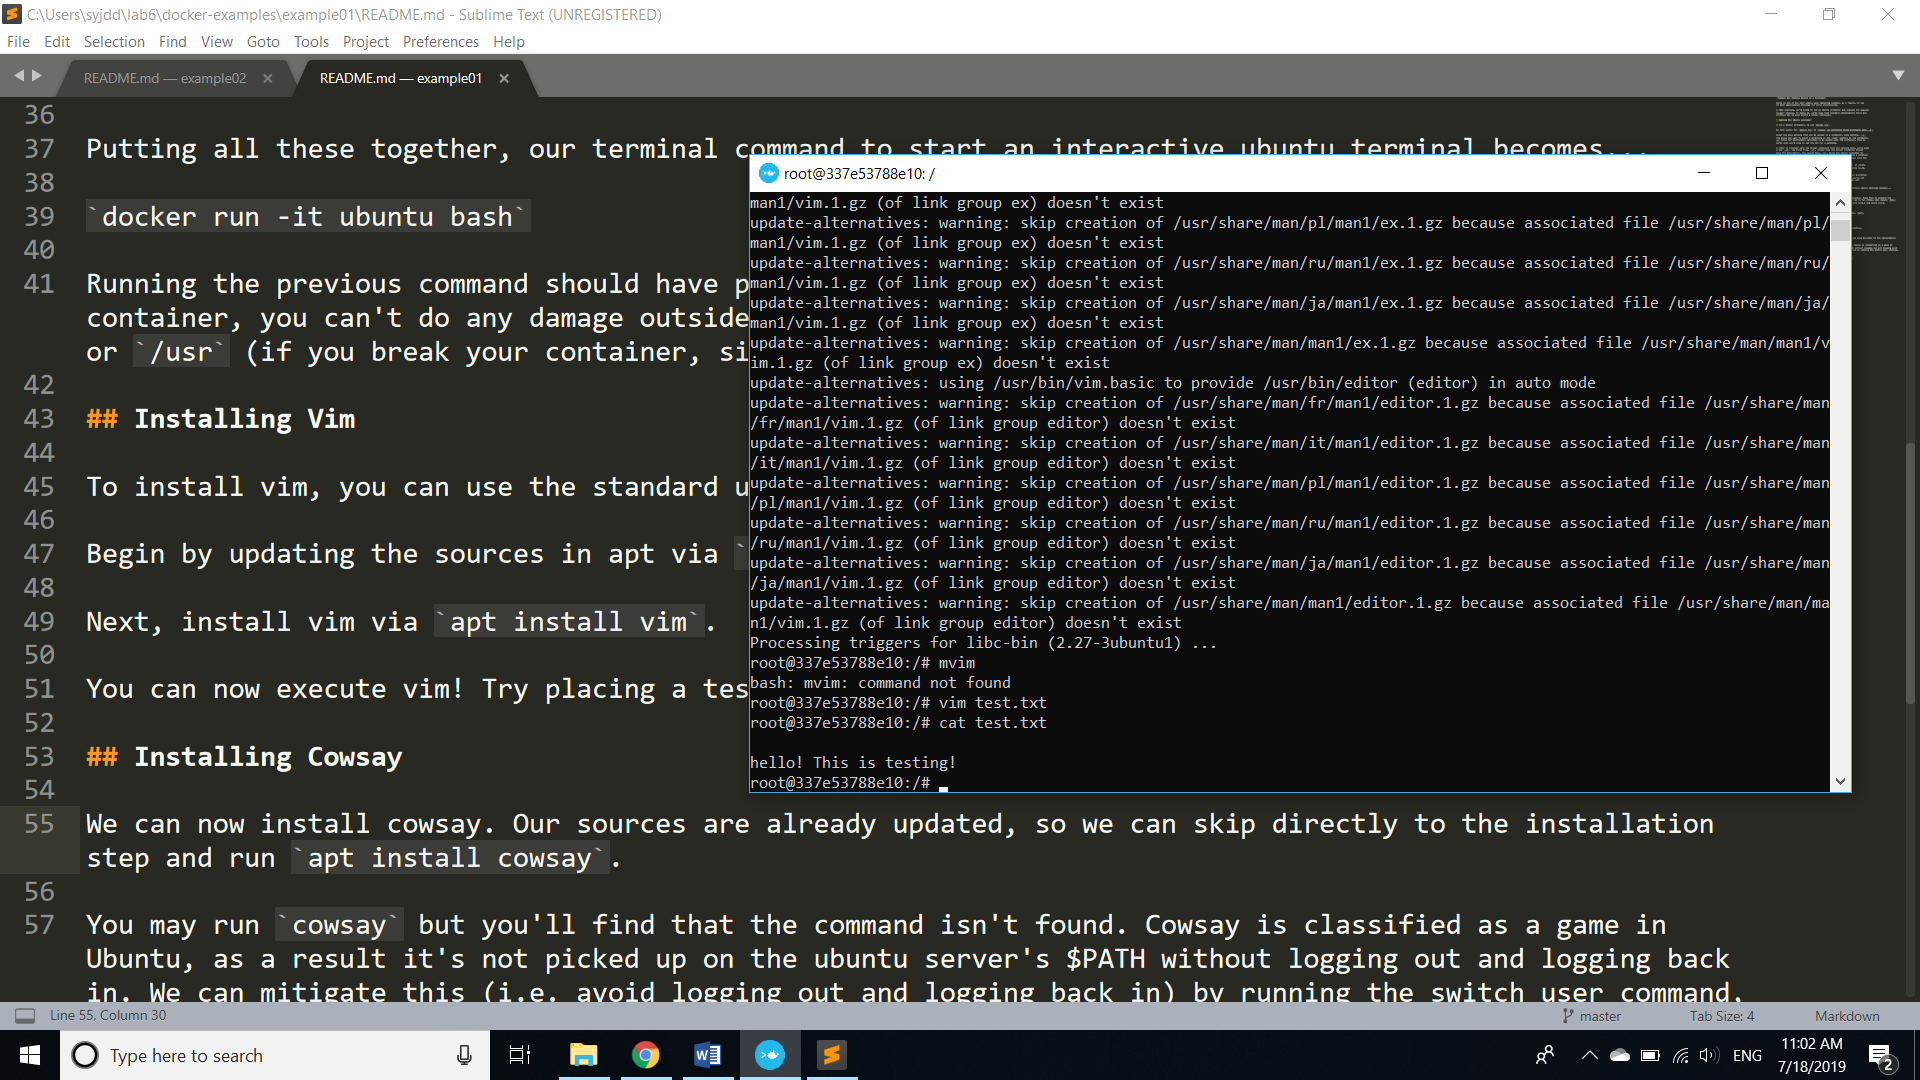 C:\Users\syjdd\lab6\docker-examples\example01\README.md - Sublime Text (UNREGISTERED)
File Edit Selection Find View Goto Tools Project Preferences Help
README.md — example02 README.md — example01
36
37 Putting all these together, our terminal command to start an interactive ubuntu terminal becomes...
38
39 `docker run -it ubuntu bash`
40
41 Running the previous command should have p
container, you can't do any damage outside
or `/usr` (if you break your container, si
42
43 ## Installing Vim
44
45 To install vim, you can use the standard u
46
47 Begin by updating the sources in apt via `
48
49 Next, install vim via `apt install vim`.
50
51 You can now execute vim! Try placing a tes
52
53 ## Installing Cowsay
54
55 We can now install cowsay. Our sources are already updated, so we can skip directly to the installation
step and run `apt install cowsay`.
56
57 You may run `cowsay` but you'll find that the command isn't found. Cowsay is classified as a game in
Ubuntu, as a result it's not picked up on the ubuntu server's $PATH without logging out and logging back
in. We can mitigate this (i.e. avoid logging out and logging back in) by running the switch user command,
root@337e53788e10: /
man1/vim.1.gz (of link group ex) doesn't exist
update-alternatives: warning: skip creation of /usr/share/man/pl/man1/ex.1.gz because associated file /usr/share/man/pl/
man1/vim.1.gz (of link group ex) doesn't exist
update-alternatives: warning: skip creation of /usr/share/man/ru/man1/ex.1.gz because associated file /usr/share/man/ru/
man1/vim.1.gz (of link group ex) doesn't exist
update-alternatives: warning: skip creation of /usr/share/man/ja/man1/ex.1.gz because associated file /usr/share/man/ja/
man1/vim.1.gz (of link group ex) doesn't exist
update-alternatives: warning: skip creation of /usr/share/man/man1/ex.1.gz because associated file /usr/share/man/man1/v
im.1.gz (of link group ex) doesn't exist
update-alternatives: using /usr/bin/vim.basic to provide /usr/bin/editor (editor) in auto mode
update-alternatives: warning: skip creation of /usr/share/man/fr/man1/editor.1.gz because associated file /usr/share/man
/fr/man1/vim.1.gz (of link group editor) doesn't exist
update-alternatives: warning: skip creation of /usr/share/man/it/man1/editor.1.gz because associated file /usr/share/man
/it/man1/vim.1.gz (of link group editor) doesn't exist
update-alternatives: warning: skip creation of /usr/share/man/pl/man1/editor.1.gz because associated file /usr/share/man
/pl/man1/vim.1.gz (of link group editor) doesn't exist
update-alternatives: warning: skip creation of /usr/share/man/ru/man1/editor.1.gz because associated file /usr/share/man
/ru/man1/vim.1.gz (of link group editor) doesn't exist
update-alternatives: warning: skip creation of /usr/share/man/ja/man1/editor.1.gz because associated file /usr/share/man
/ja/man1/vim.1.gz (of link group editor) doesn't exist
update-alternatives: warning: skip creation of /usr/share/man/man1/editor.1.gz because associated file /usr/share/man/ma
n1/vim.1.gz (of link group editor) doesn't exist
Processing triggers for libc-bin (2.27-3ubuntu1) ...
root@337e53788e10:/# mvim
bash: mvim: command not found
root@337e53788e10:/# vim test.txt
root@337e53788e10:/# cat test.txt
hello! This is testing!
root@337e53788e10:/#
Line 55, Column 30 master Tab Size: 4 Markdown
Type here to search
ENG
11:02 AM
7/18/2019
2